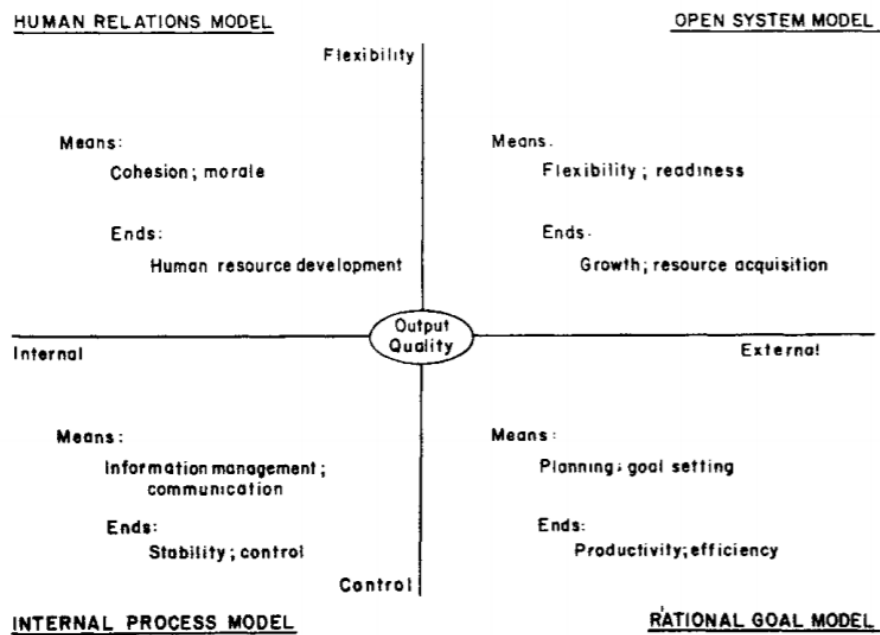 HUMAN RELATIONS MODEL
OPEN SYSTEM MODEL
Flexibility
Means:
Cohesion; morale
Ends:
Human resource development
Means.
Flexibility; readiness
Ends.
Growth; resource acquisition
Output
Quality
Internal
External
Means:
Information management;
communication
Ends:
Stability; control
Means:
Planning; goal setting
Ends:
Productivity; efficiency
Control
INTERNAL PROCESS MODEL
RATIONAL GOAL MODEL